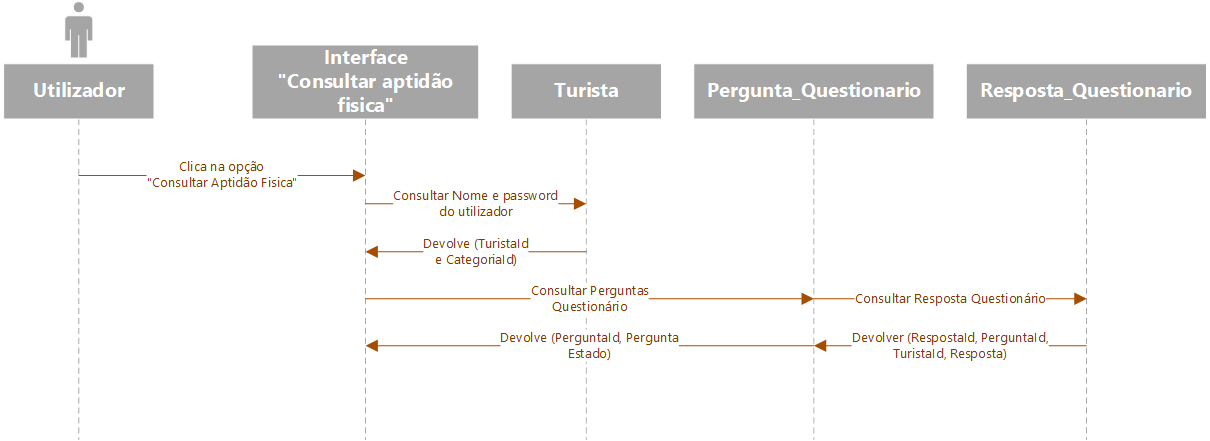 Utilizador
Interface
"Consultar aptidão
fisica"
Turista
Pergunta_Questionario
Resposta_Questionario
Clica na opção
"Consultar Aptidão Fisica"
Consultar Nome e password
do utilizador
Devolve (TuristaId
e CategoriaId)
Consultar Perguntas
Questionário
Consultar Resposta Questionário
Devolve (PerguntaId, Pergunta
Estado)
Devolver (RespostaId, PerguntaId,
TuristaId, Resposta)